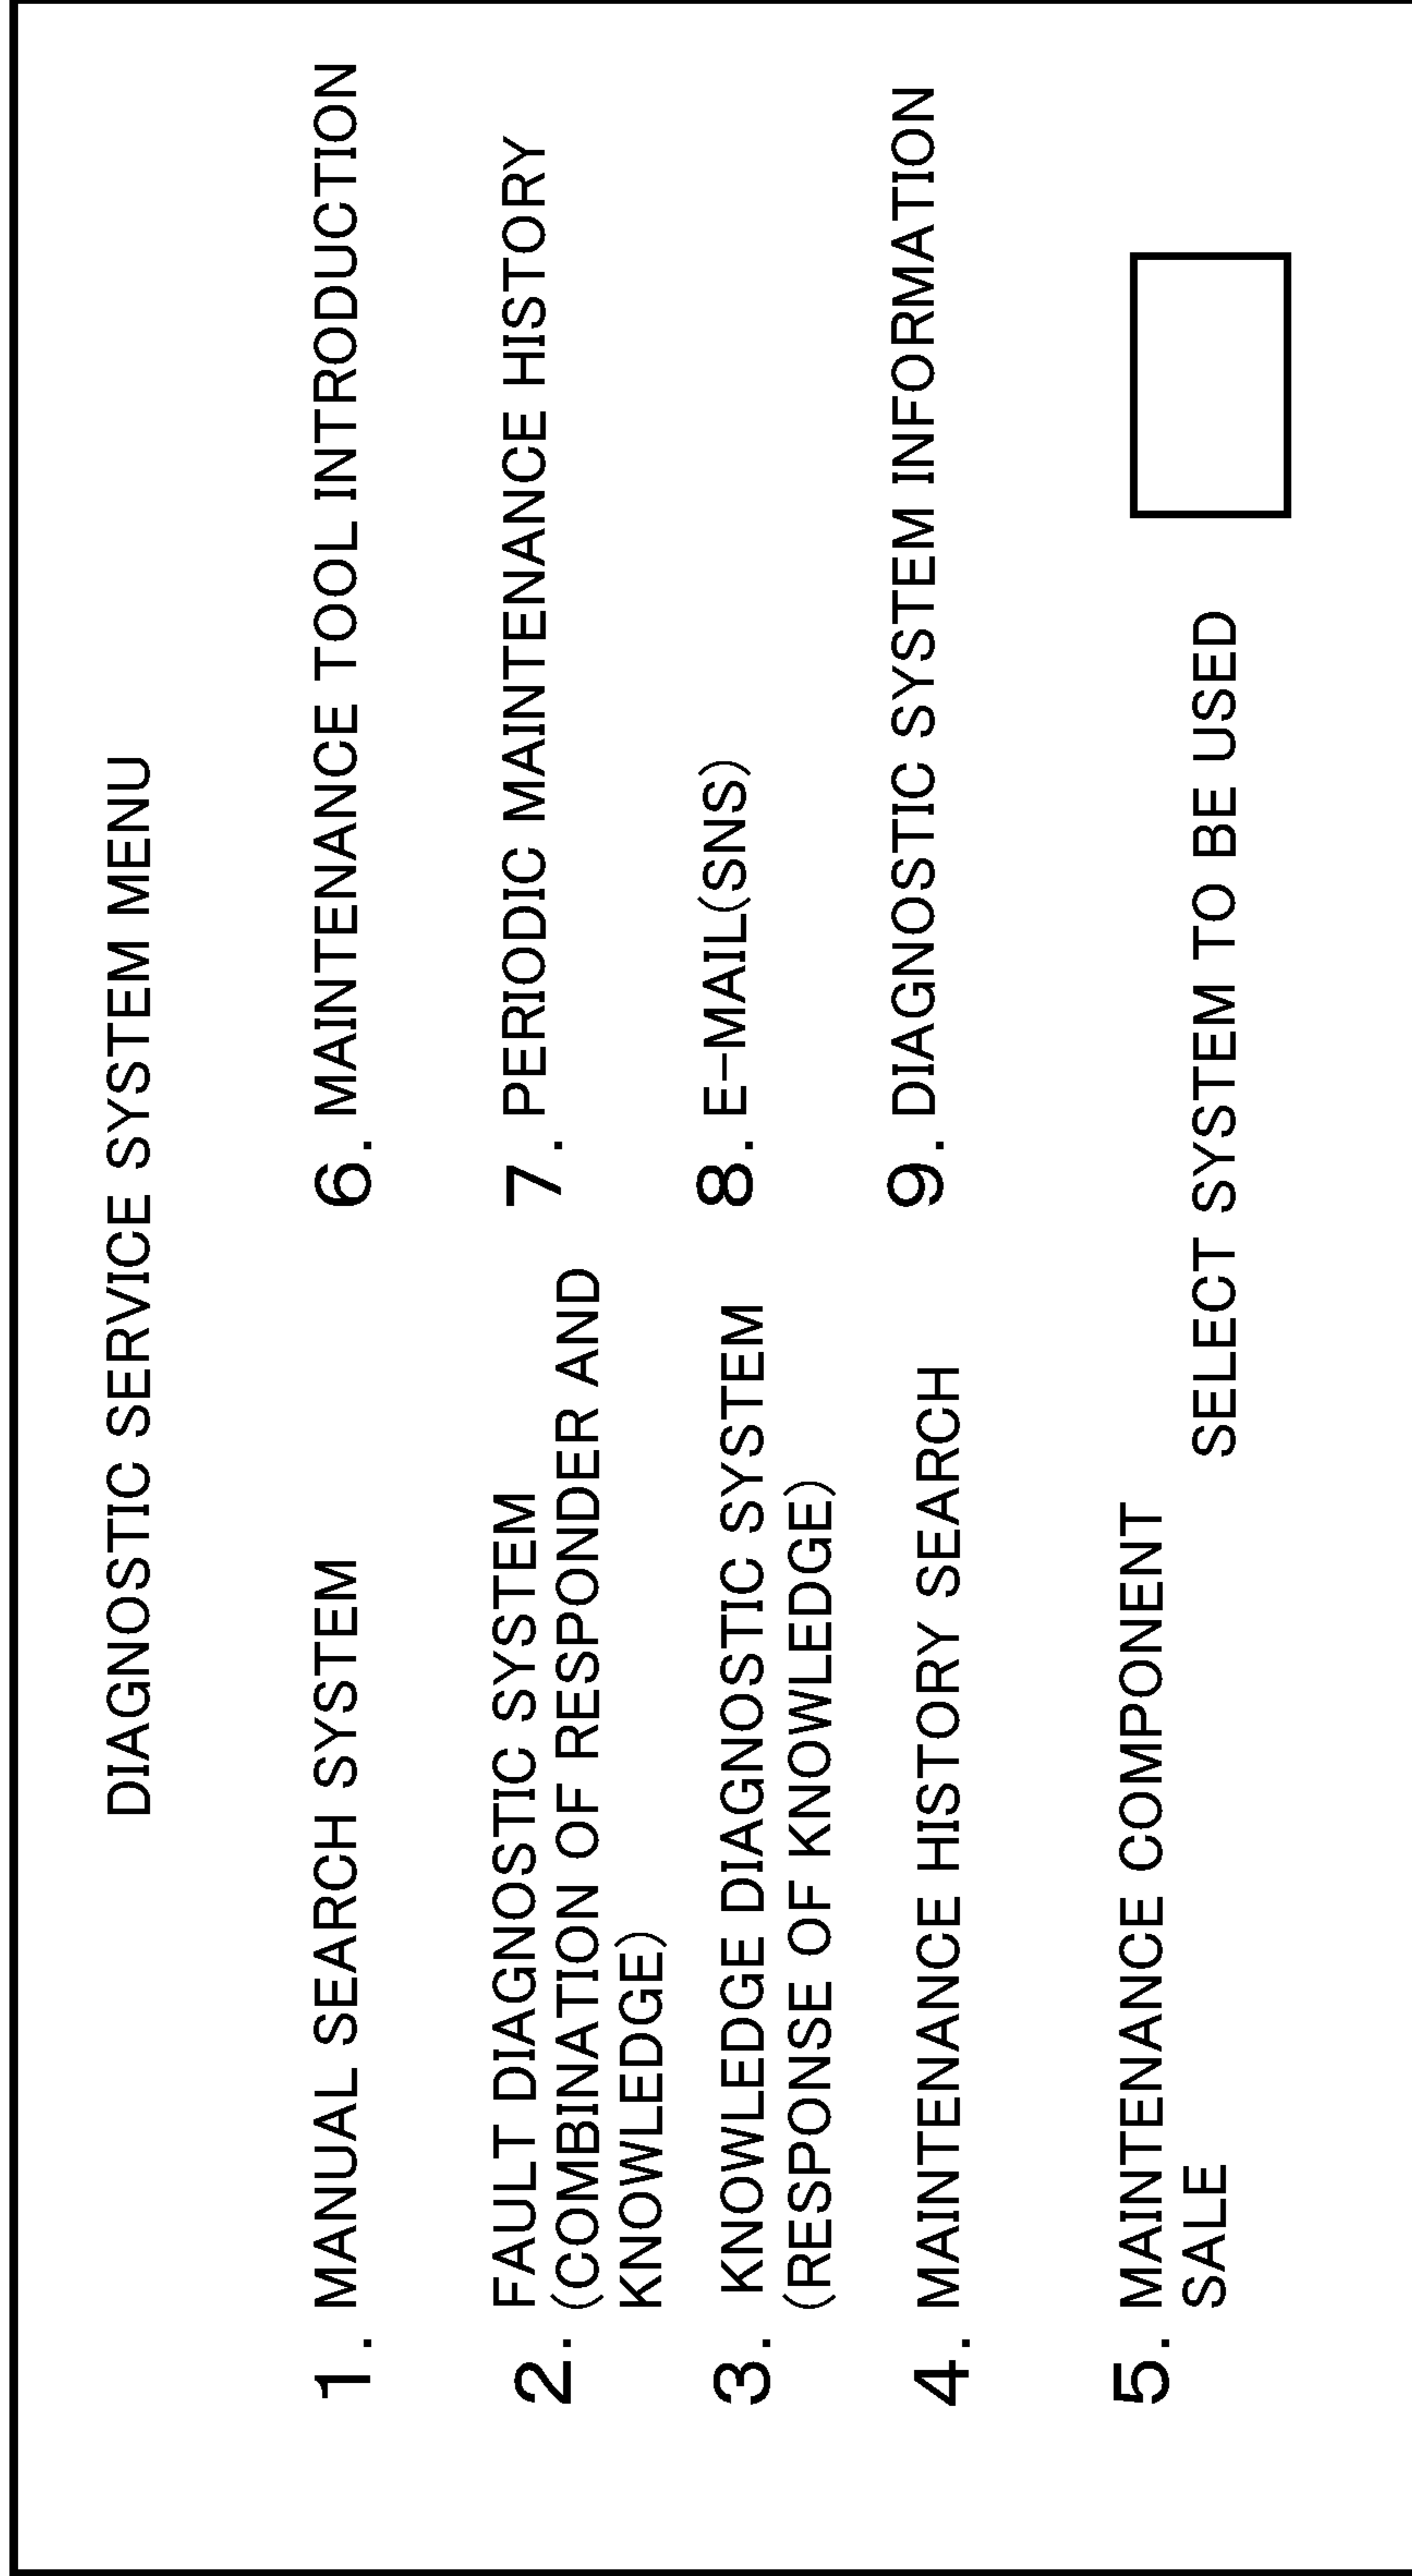 DIAGNOSTIC SERVICE SYSTEM MENU
1. MANUAL SEARCH SYSTEM
2. FAULT DIAGNOSTIC SYSTEM
(COMBINATION OF RESPONDER AND
KNOWLEDGE)
3. KNOWLEDGE DIAGNOSTIC SYSTEM
(RESPONSE OF KNOWLEDGE)
4. MAINTENANCE HISTORY SEARCH
5. MAINTENANCE COMPONENT
SALE
6. MAINTENANCE TOOL INTRODUCTION
7. PERIODIC MAINTENANCE HISTORY
8. E-MAIL(SNS)
9. DIAGNOSTIC SYSTEM INFORMATION
SELECT SYSTEM TO BE USED